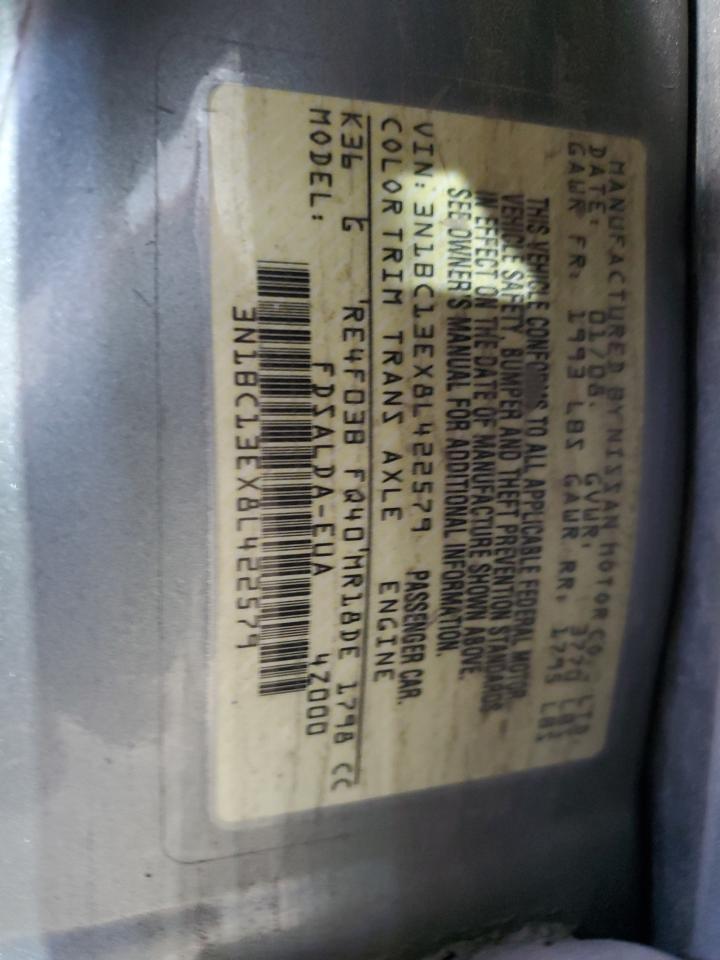 MANUFACTURED BY NISSAN MOTOR CO., LTD.
DATE: 01/08. GVWR, 3770 LBS
GAWR FR: 1993 LBS GAWR RR, 1795 LBS
THIS VEHICLE CONFORMS TO ALL APPLICABLE FEDERAL MOTOR
VEHICLE SAFETY, BUMPER AND THEFT PREVENTION STANDARDS
IN EFFECT ON THE DATE OF MANUFACTURE SHOWN ABOVE.
SEE OWNER'S MANUAL FOR ADDITIONAL INFORMATION.
VIN: 3N1BC13EX8L422579 PASSENGER CAR.
COLOR TRIM TRANS AXLE ENGINE
K36 G 'RE4F03B FQ40'MR18DE 1798 CC
MODEL: FDSALDA-EUA 4Z000
3N1BC13EX8L422579